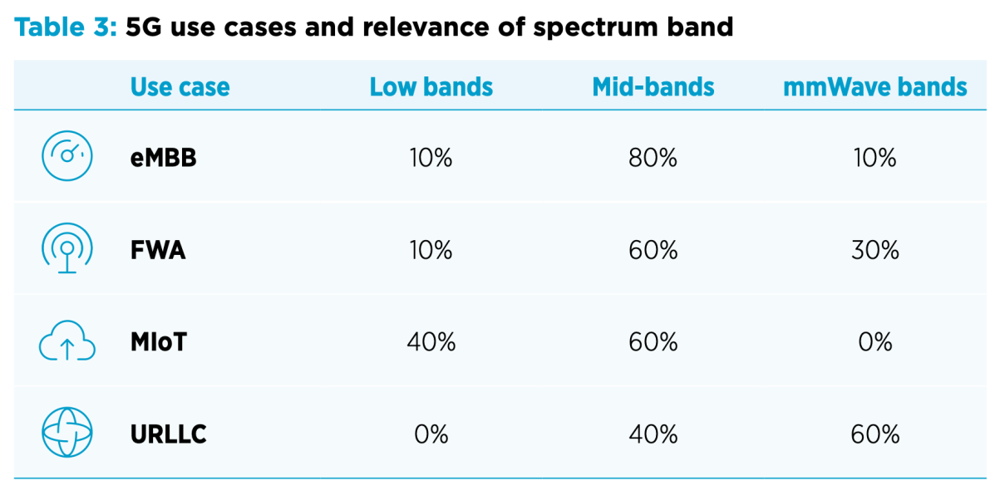 Table 3: 5G use cases and relevance of spectrum band
Use case Low bands Mid-bands mmWave bands
eMBB 10% 80% 10%
FWA 10% 60% 30%
MIoT 40% 60% 0%
URLLC 0% 40% 60%